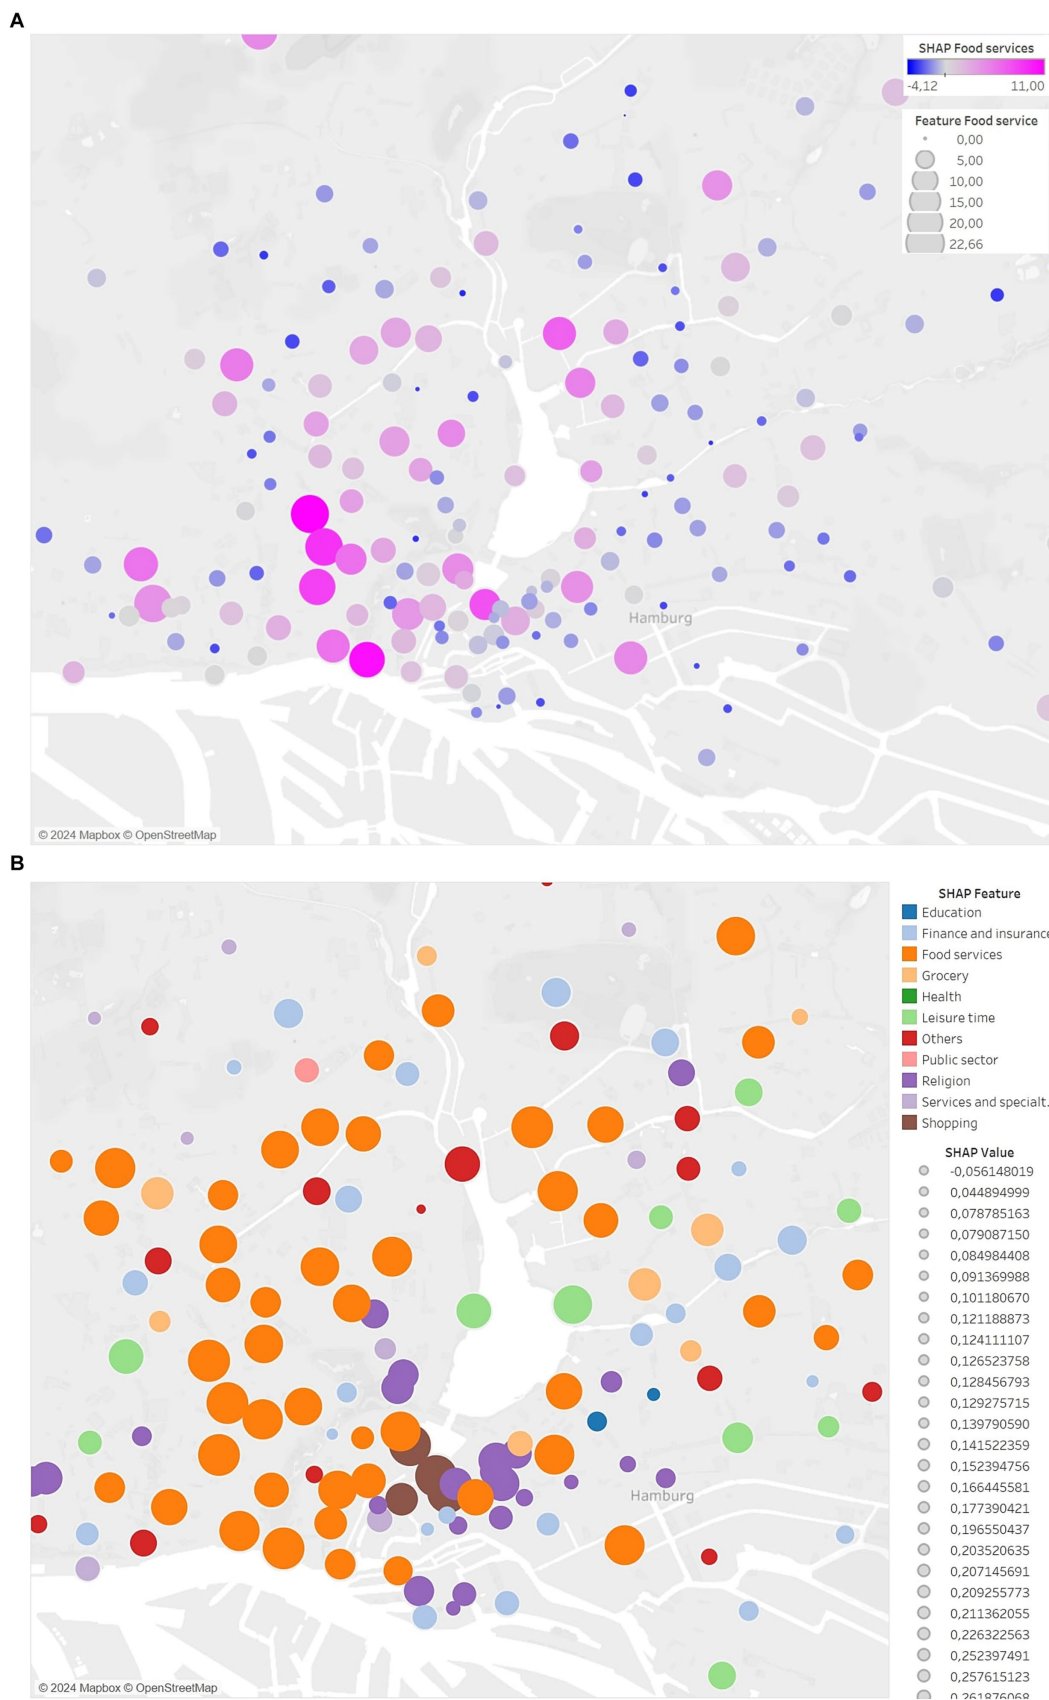 A
SHAP Food services
-4,12 11,00
Feature Food service
0,00
5,00
10,00
15,00
20,00
22,66
Hamburg
© 2024 Mapbox © OpenStreetMap
B
SHAP Feature
Education
Finance and insurance
Food services
Grocery
Health
Leisure time
Others
Public sector
Religion
Services and specialt.
Shopping
SHAP Value
-0,056148019
0,044894999
0,078785163
0,079087150
0,084984408
0,091369988
0,101180670
0,121188873
0,124111107
0,126523758
0,128456793
0,129275715
0,139790590
0,141522359
0,152394756
0,166445581
0,177390421
0,196550437
0,203520635
0,207145691
0,209255773
0,211362055
0,226322563
0,252397491
0,257615123
0,261876068
Hamburg
© 2024 Mapbox © OpenStreetMap